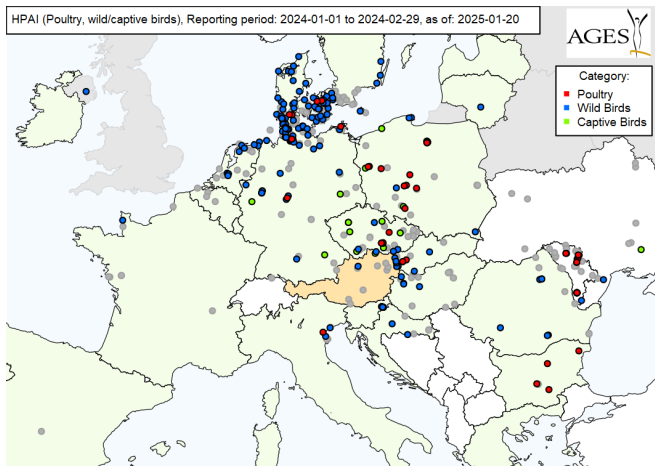 HPAI (Poultry, wild/captive birds), Reporting period: 2024-01-01 to 2024-02-29, as of: 2025-01-20
AGES
Category:
Poultry
Wild Birds
Captive Birds